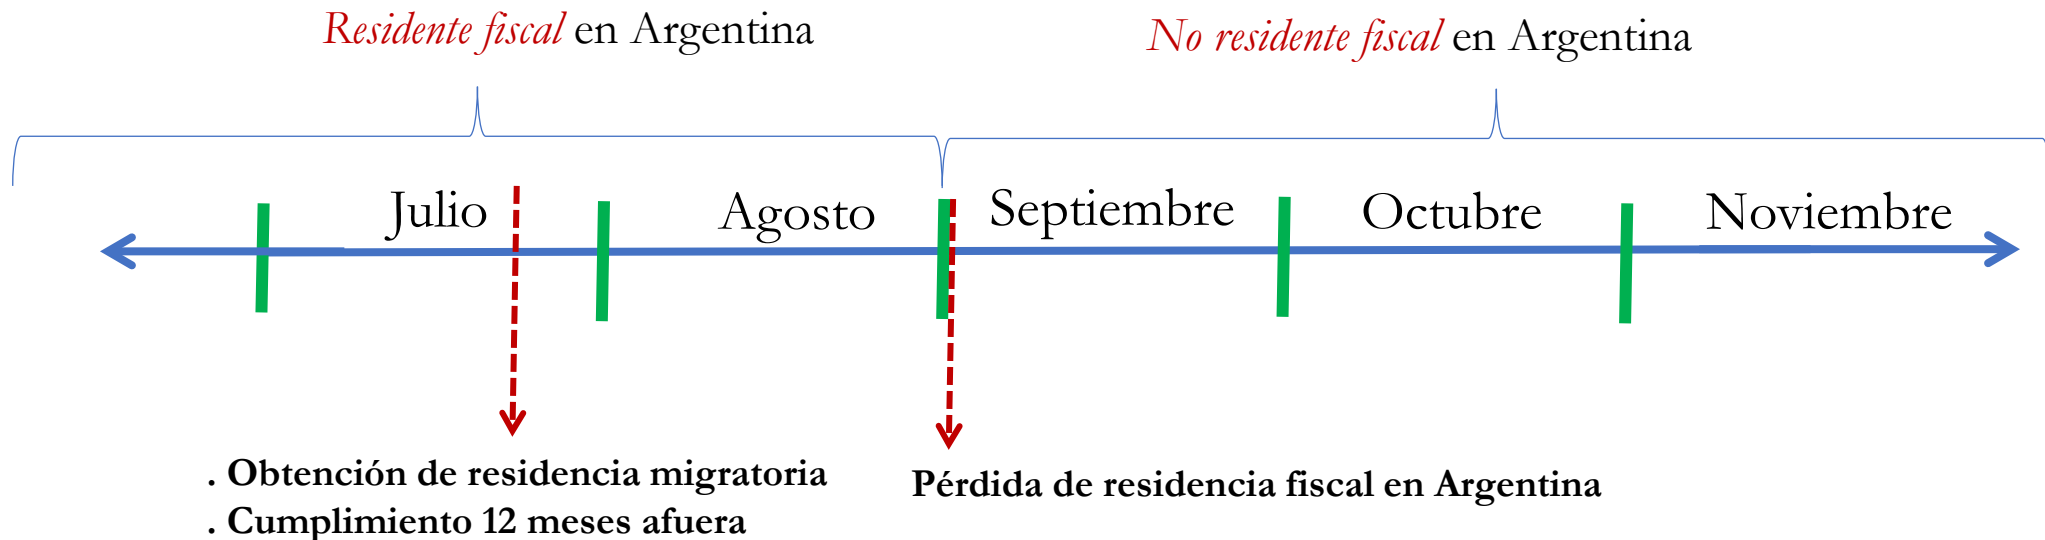 Residente fiscal en Argentina
No residente fiscal en Argentina
Julio
Agosto
Septiembre
Octubre
Noviembre
. Obtención de residencia migratoria
. Cumplimiento 12 meses afuera
Pérdida de residencia fiscal en Argentina